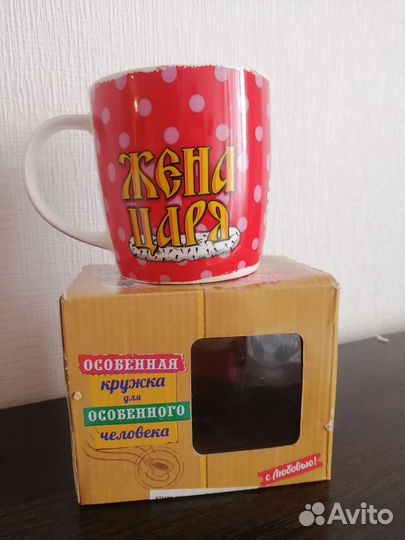 ЖЕНА
ЦАРЯ
ОСОБЕННАЯ
кружка
для
ОСОБЕННОГО
человека
с Любовью!
Avito